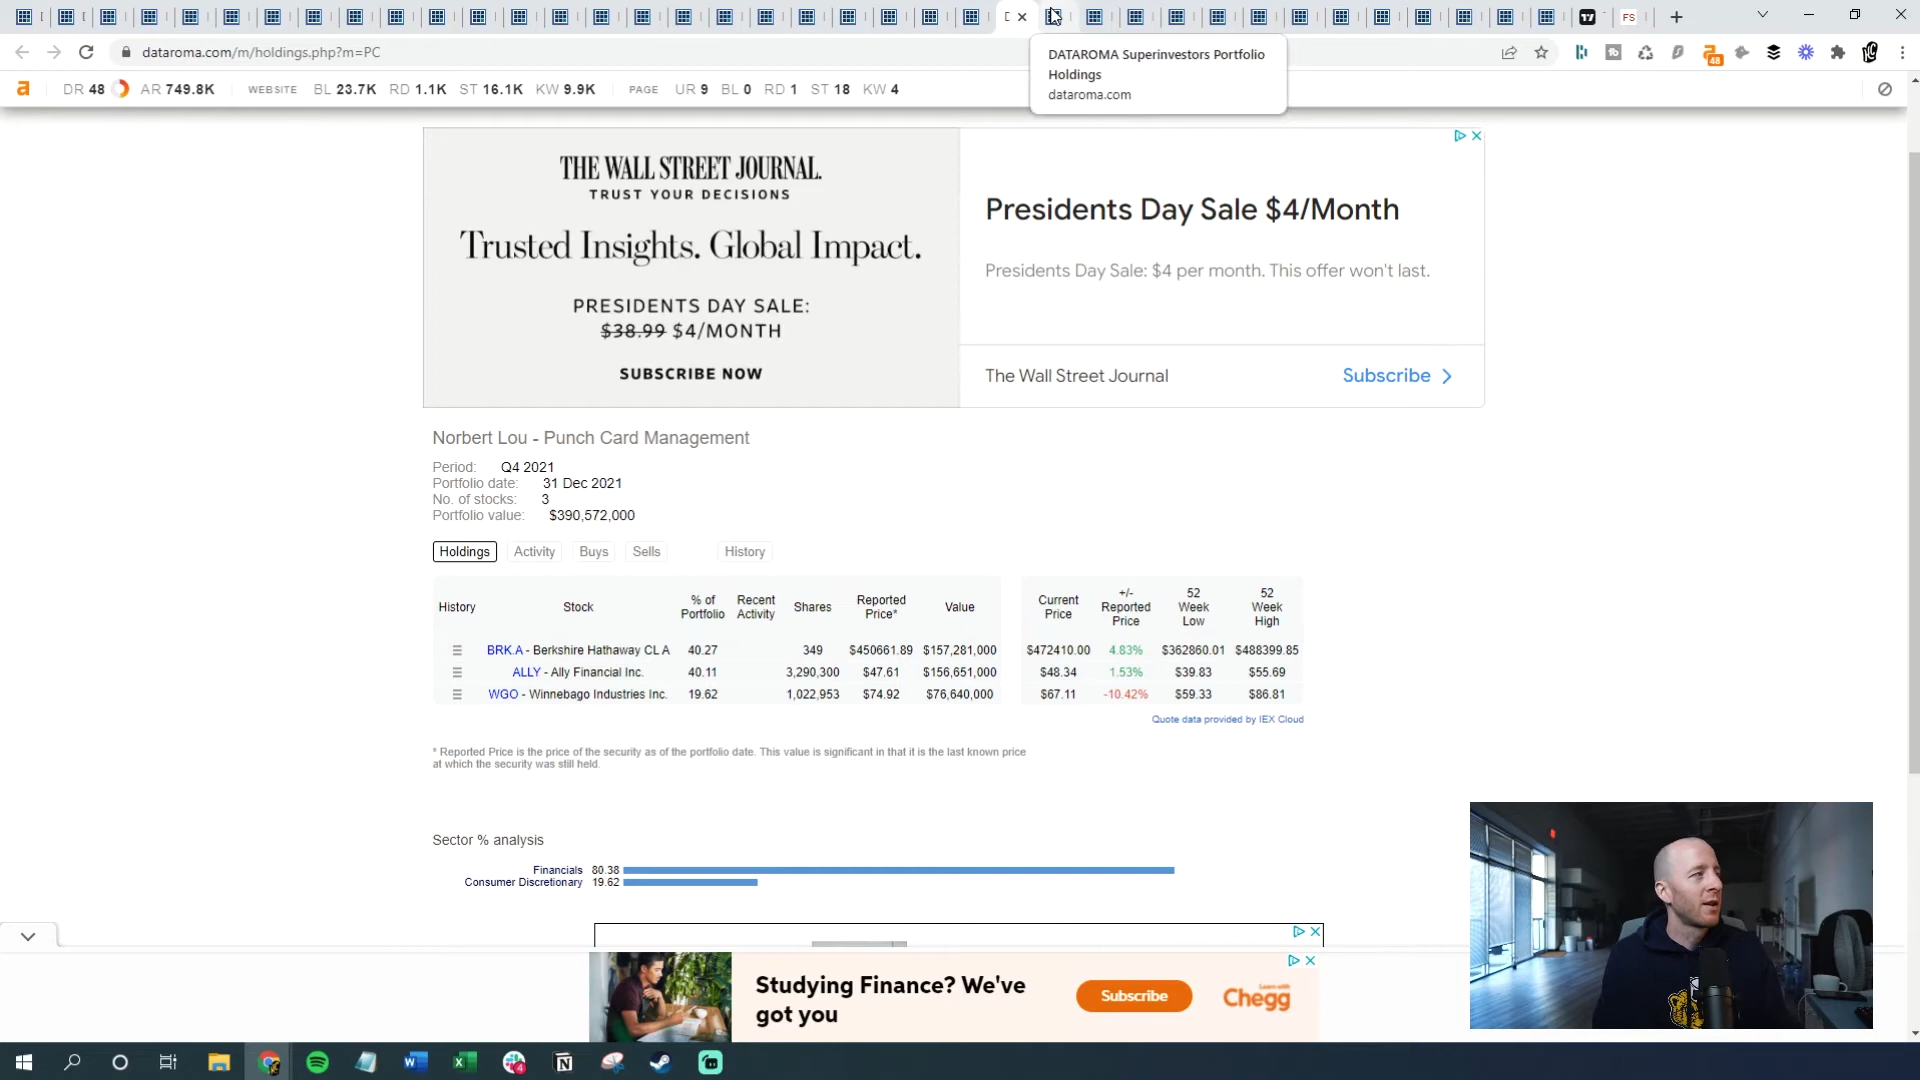 dataroma.com/m/holdings.php?m=PC
DR 48 AR 749.8K WEBSITE BL 23.7K RD 1.1K ST 16.1K KW 9.9K PAGE UR 9 BL 0 RD 1 ST 18 KW 4
48
FS
DATAROMA Superinvestors Portfolio
Holdings
dataroma.com
THE WALL STREET JOURNAL.
TRUST YOUR DECISIONS
Trusted Insights. Global Impact.
PRESIDENTS DAY SALE:
$38.99 $4/MONTH
SUBSCRIBE NOW
Presidents Day Sale $4/Month
Presidents Day Sale: $4 per month. This offer won't last.
The Wall Street Journal Subscribe
Norbert Lou - Punch Card Management
Period: Q4 2021
Portfolio date: 31 Dec 2021
No. of stocks: 3
Portfolio value: $390,572,000
Holdings Activity Buys Sells History
History Stock % of Portfolio Recent Activity Shares Reported Price* Value Current Price +/- Reported Price 52 Week Low 52 Week High
BRK.A - Berkshire Hathaway CL A 40.27 349 $450661.89 $157,281,000 $472410.00 4.83% $362860.01 $488399.85
ALLY - Ally Financial Inc. 40.11 3,290,300 $47.61 $156,651,000 $48.34 1.53% $39.83 $55.69
WGO - Winnebago Industries Inc. 19.62 1,022,953 $74.92 $76,640,000 $67.11 -10.42% $59.33 $86.81
Quote data provided by IEX Cloud
* Reported Price is the price of the security as of the portfolio date. This value is significant in that it is the last known price
at which the security was still held.
Sector % analysis
Financials 80.38
Consumer Discretionary 19.62
Studying Finance? We've
got you
Subscribe
Learn with
Chegg
4